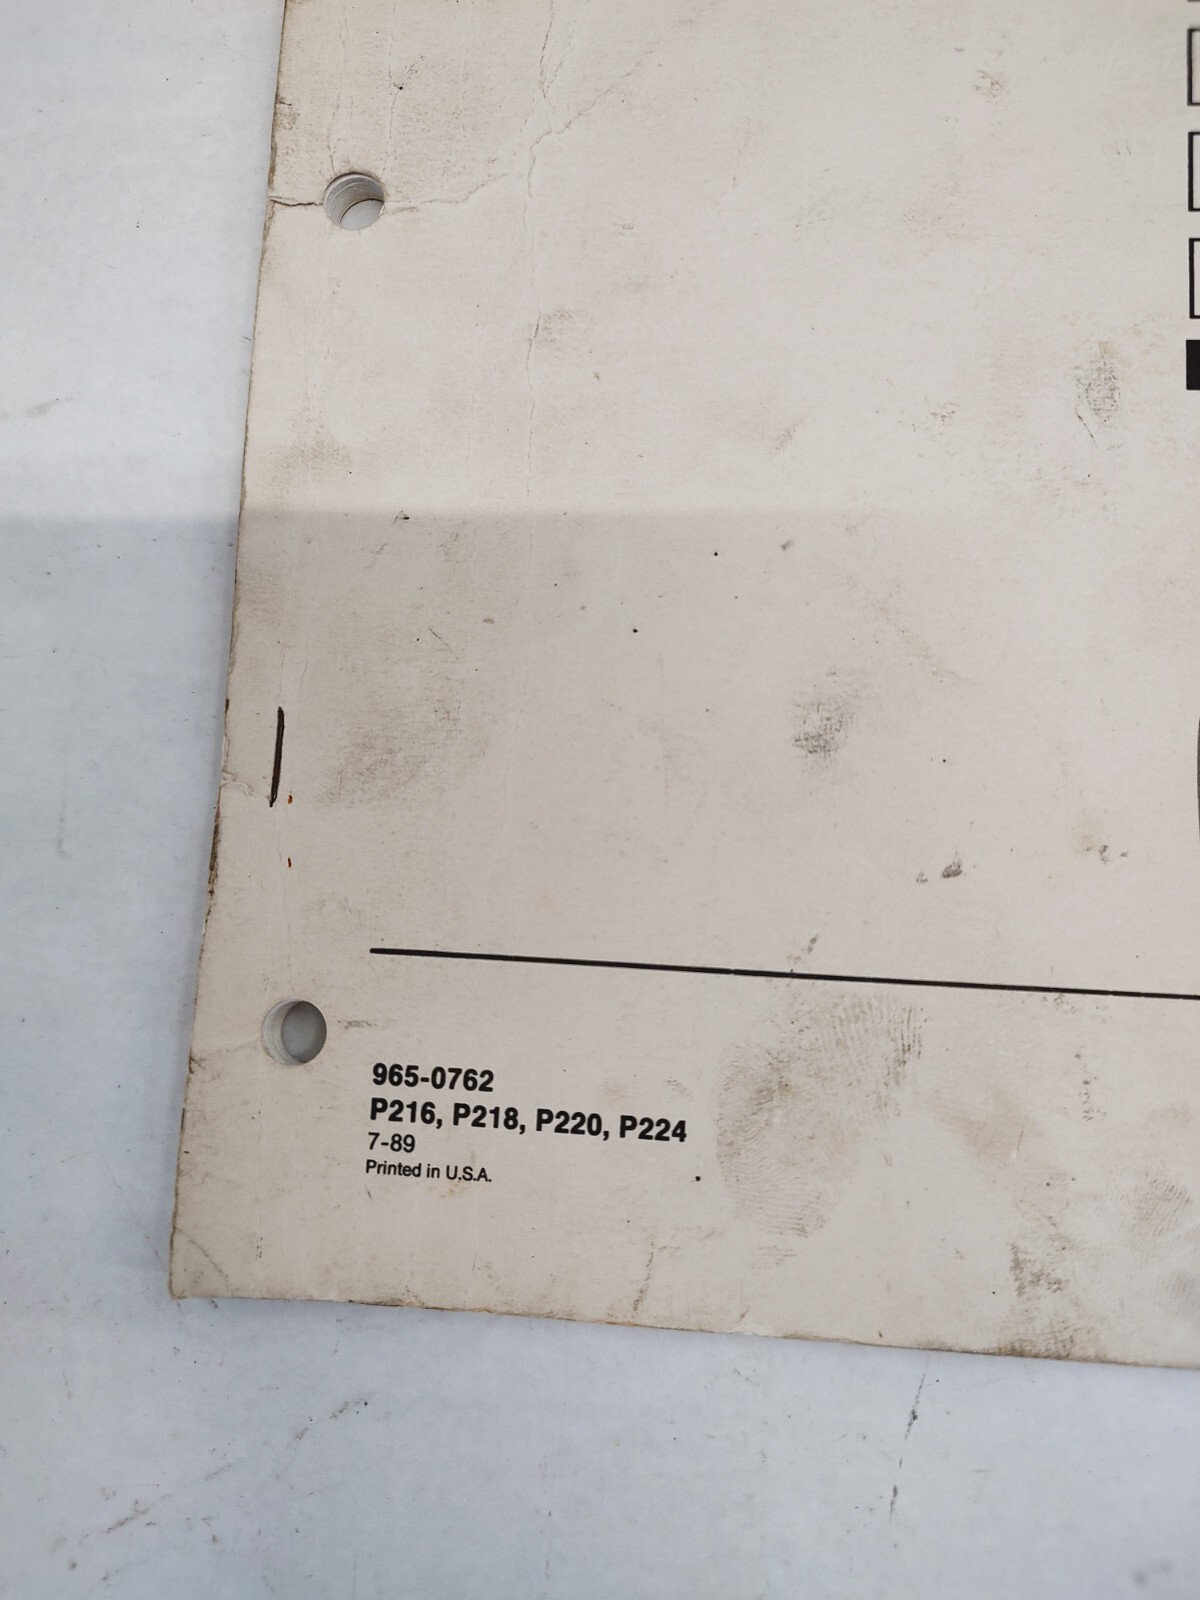 965-0762
P216, P218, P220, P224
7-89
Printed in U.S.A.